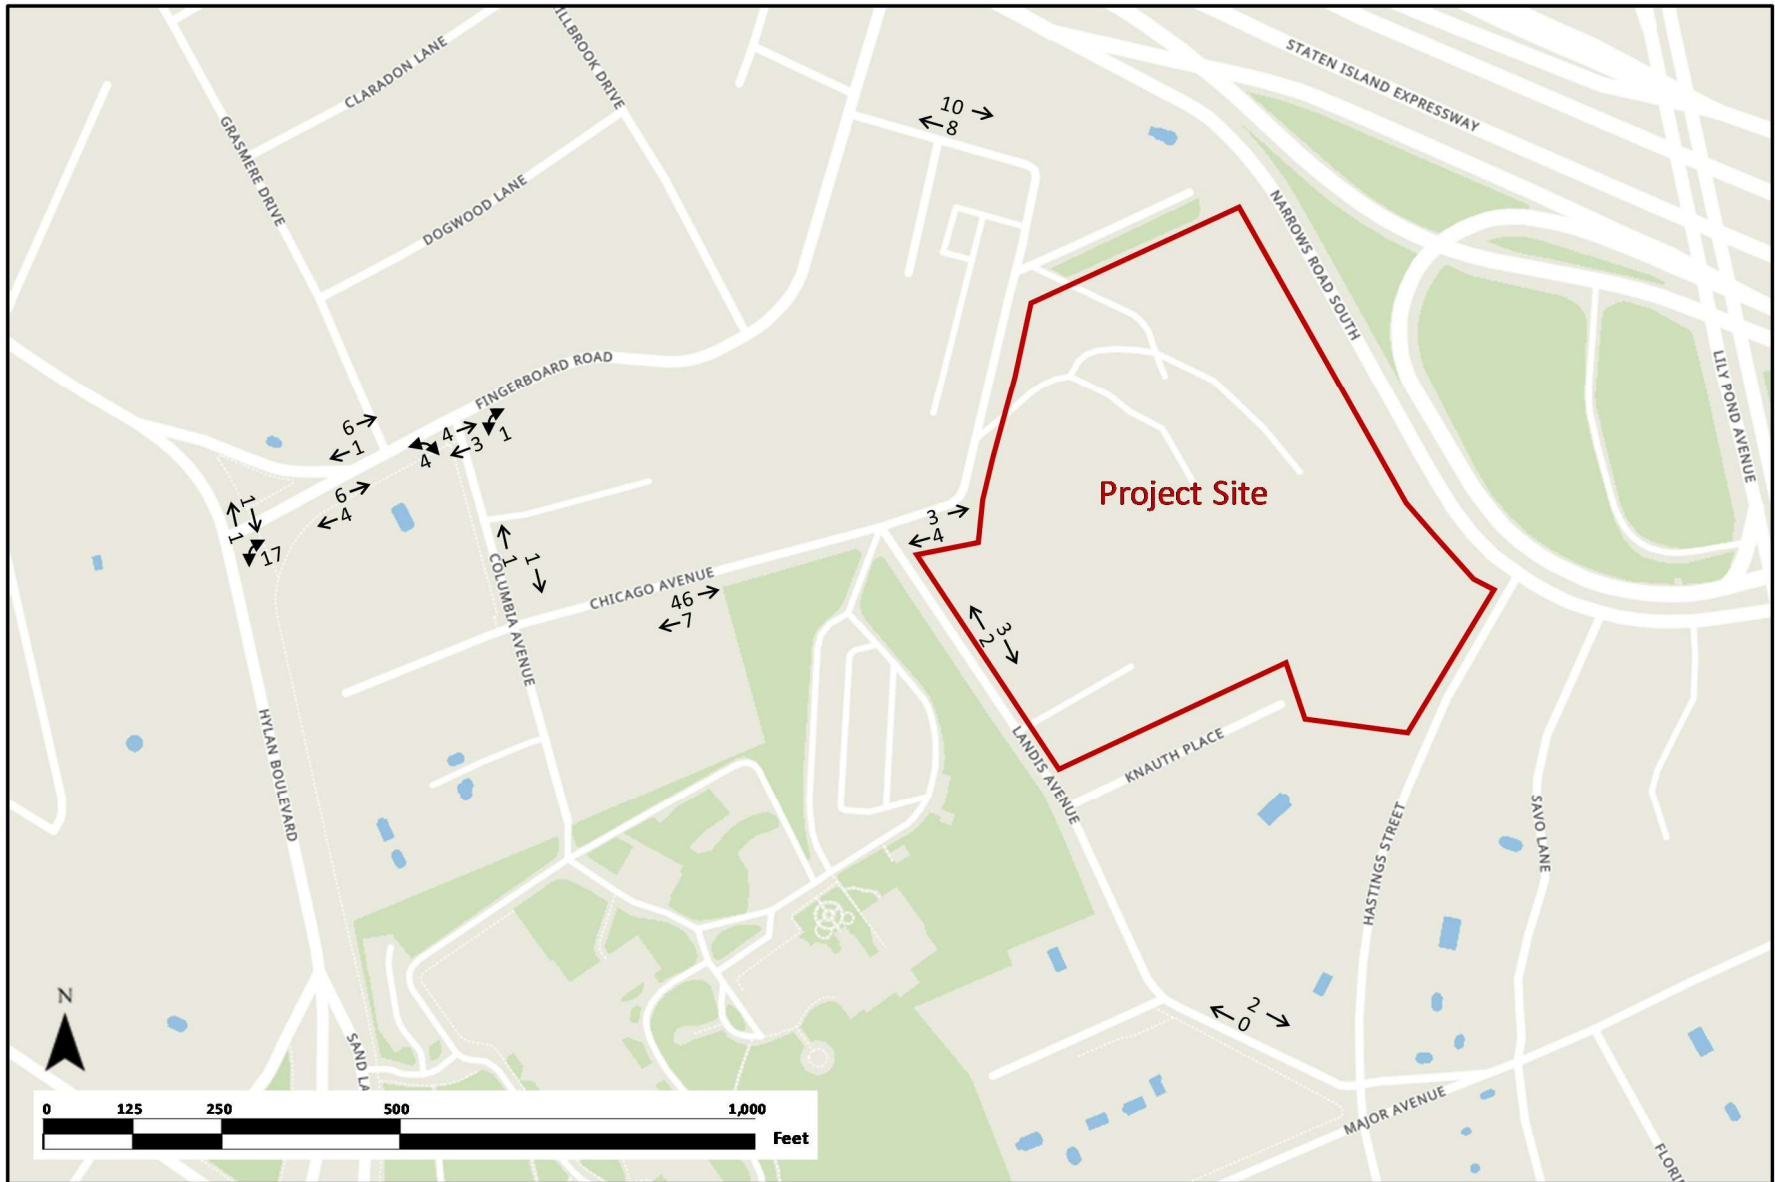 STATEN ISLAND EXPRESSWAY
CLARADON LANE
ILLBROOK DRIVE
10
8
GRASMERE DRIVE
DOGWOOD LANE
NARROWS ROAD SOUTH
LILY POND AVENUE
FINGERBOARD ROAD
6
1
4
3
1
4
6
4
1
1
17
Project Site
3
4
1
1
COLUMBIA AVENUE
CHICAGO AVENUE
46
7
3
2
HYLAN BOULEVARD
LANDIS AVENUE
KNAUTH PLACE
HASTINGS STREET
SAVO LANE
2
0
N
SAND LA
MAJOR AVENUE
FLORI
0 125 250 500 1,000
Feet